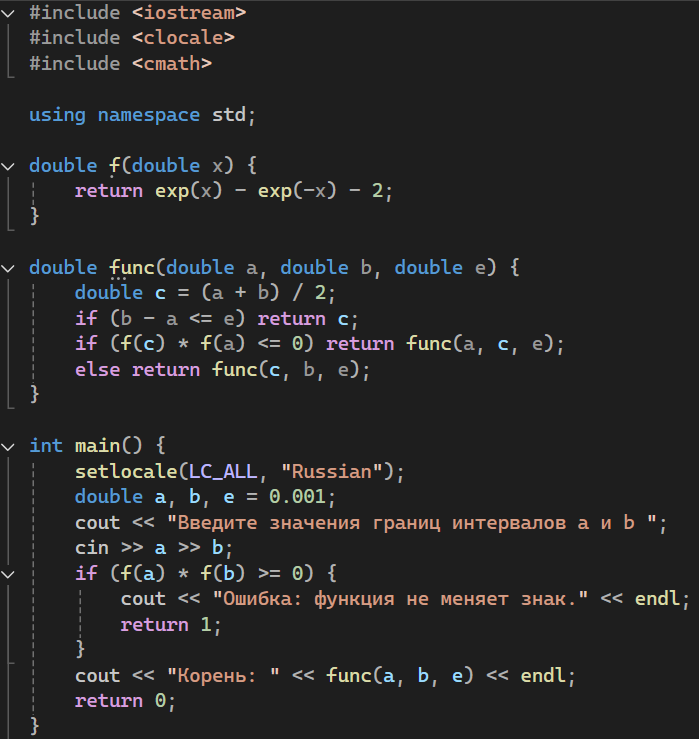 #include <iostream>
#include <clocale>
#include <cmath>

using namespace std;

double f(double x) {
    return exp(x) - exp(-x) - 2;
}

double func(double a, double b, double e) {
    double c = (a + b) / 2;
    if (b - a <= e) return c;
    if (f(c) * f(a) <= 0) return func(a, c, e);
    else return func(c, b, e);
}

int main() {
    setlocale(LC_ALL, "Russian");
    double a, b, e = 0.001;
    cout << "Введите значения границ интервалов a и b ";
    cin >> a >> b;
    if (f(a) * f(b) >= 0) {
        cout << "Ошибка: функция не меняет знак." << endl;
        return 1;
    }
    cout << "Корень: " << func(a, b, e) << endl;
    return 0;
}